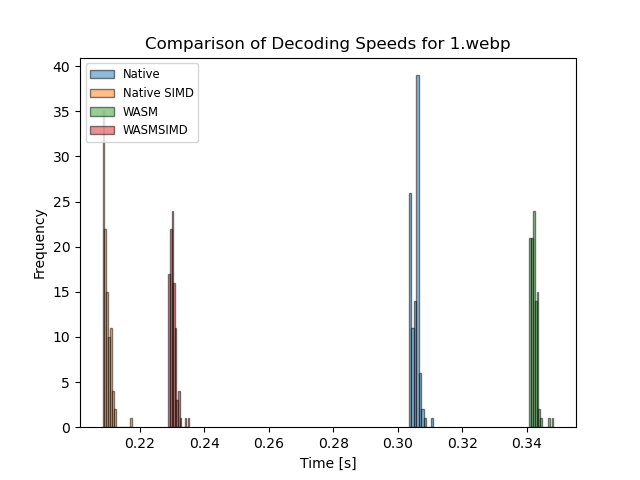 Comparison of Decoding Speeds for 1.webp
Native
Native SIMD
WASM
WASMSIMD
40
35
30
25
20
15
10
5
0
Frequency
0.22 0.24 0.26 0.28 0.30 0.32 0.34
Time [s]